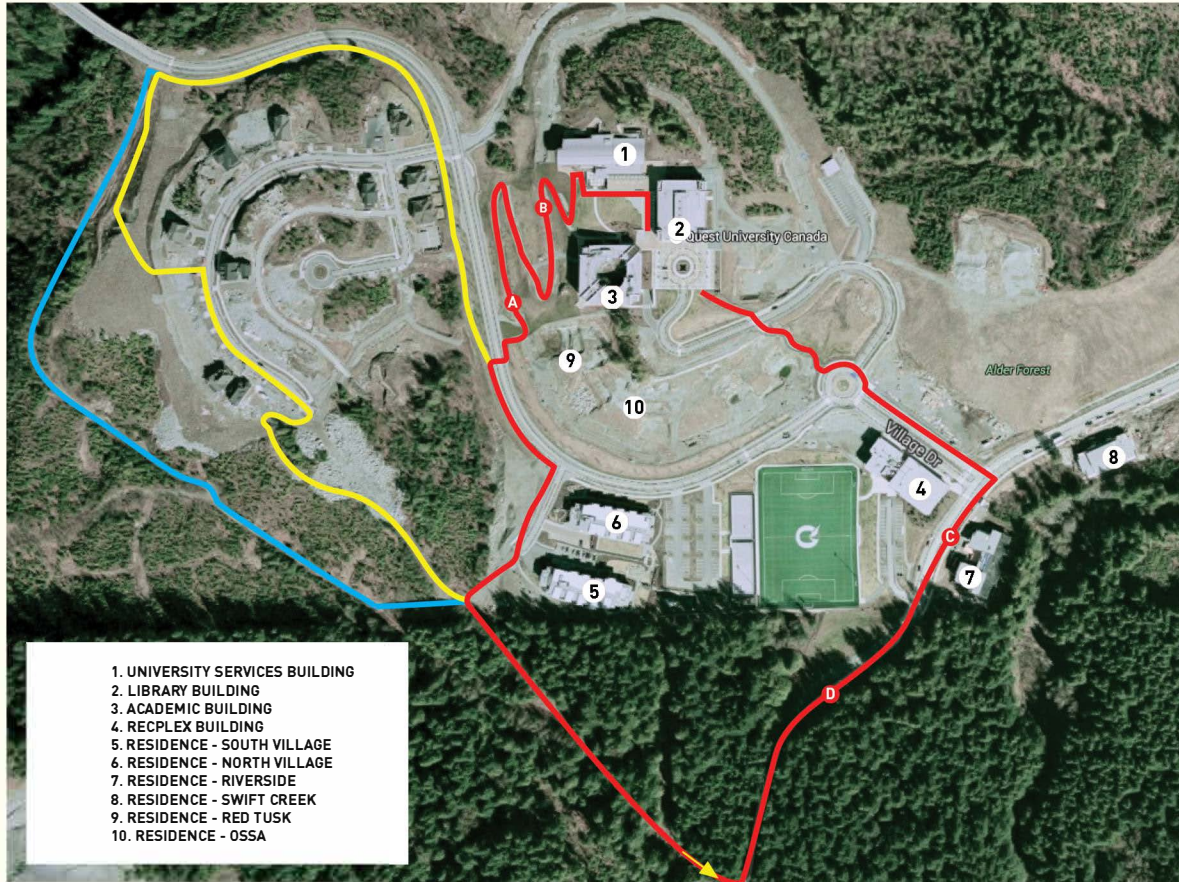 1
B
2
Quest University Canada
A
3
9
10
Alder Forest
Village Dr
8
4
6
C
7
5
D
1. UNIVERSITY SERVICES BUILDING
2. LIBRARY BUILDING
3. ACADEMIC BUILDING
4. RECPLEX BUILDING
5. RESIDENCE - SOUTH VILLAGE
6. RESIDENCE - NORTH VILLAGE
7. RESIDENCE - RIVERSIDE
8. RESIDENCE - SWIFT CREEK
9. RESIDENCE - RED TUSK
10. RESIDENCE - OSSA